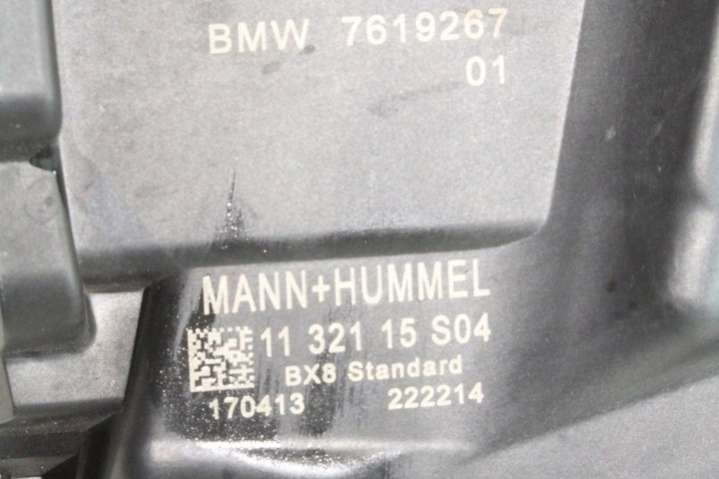 BMW 7619267
01
MANN+HUMMEL
11 321 15 S04
BX8 Standard
170413 222214